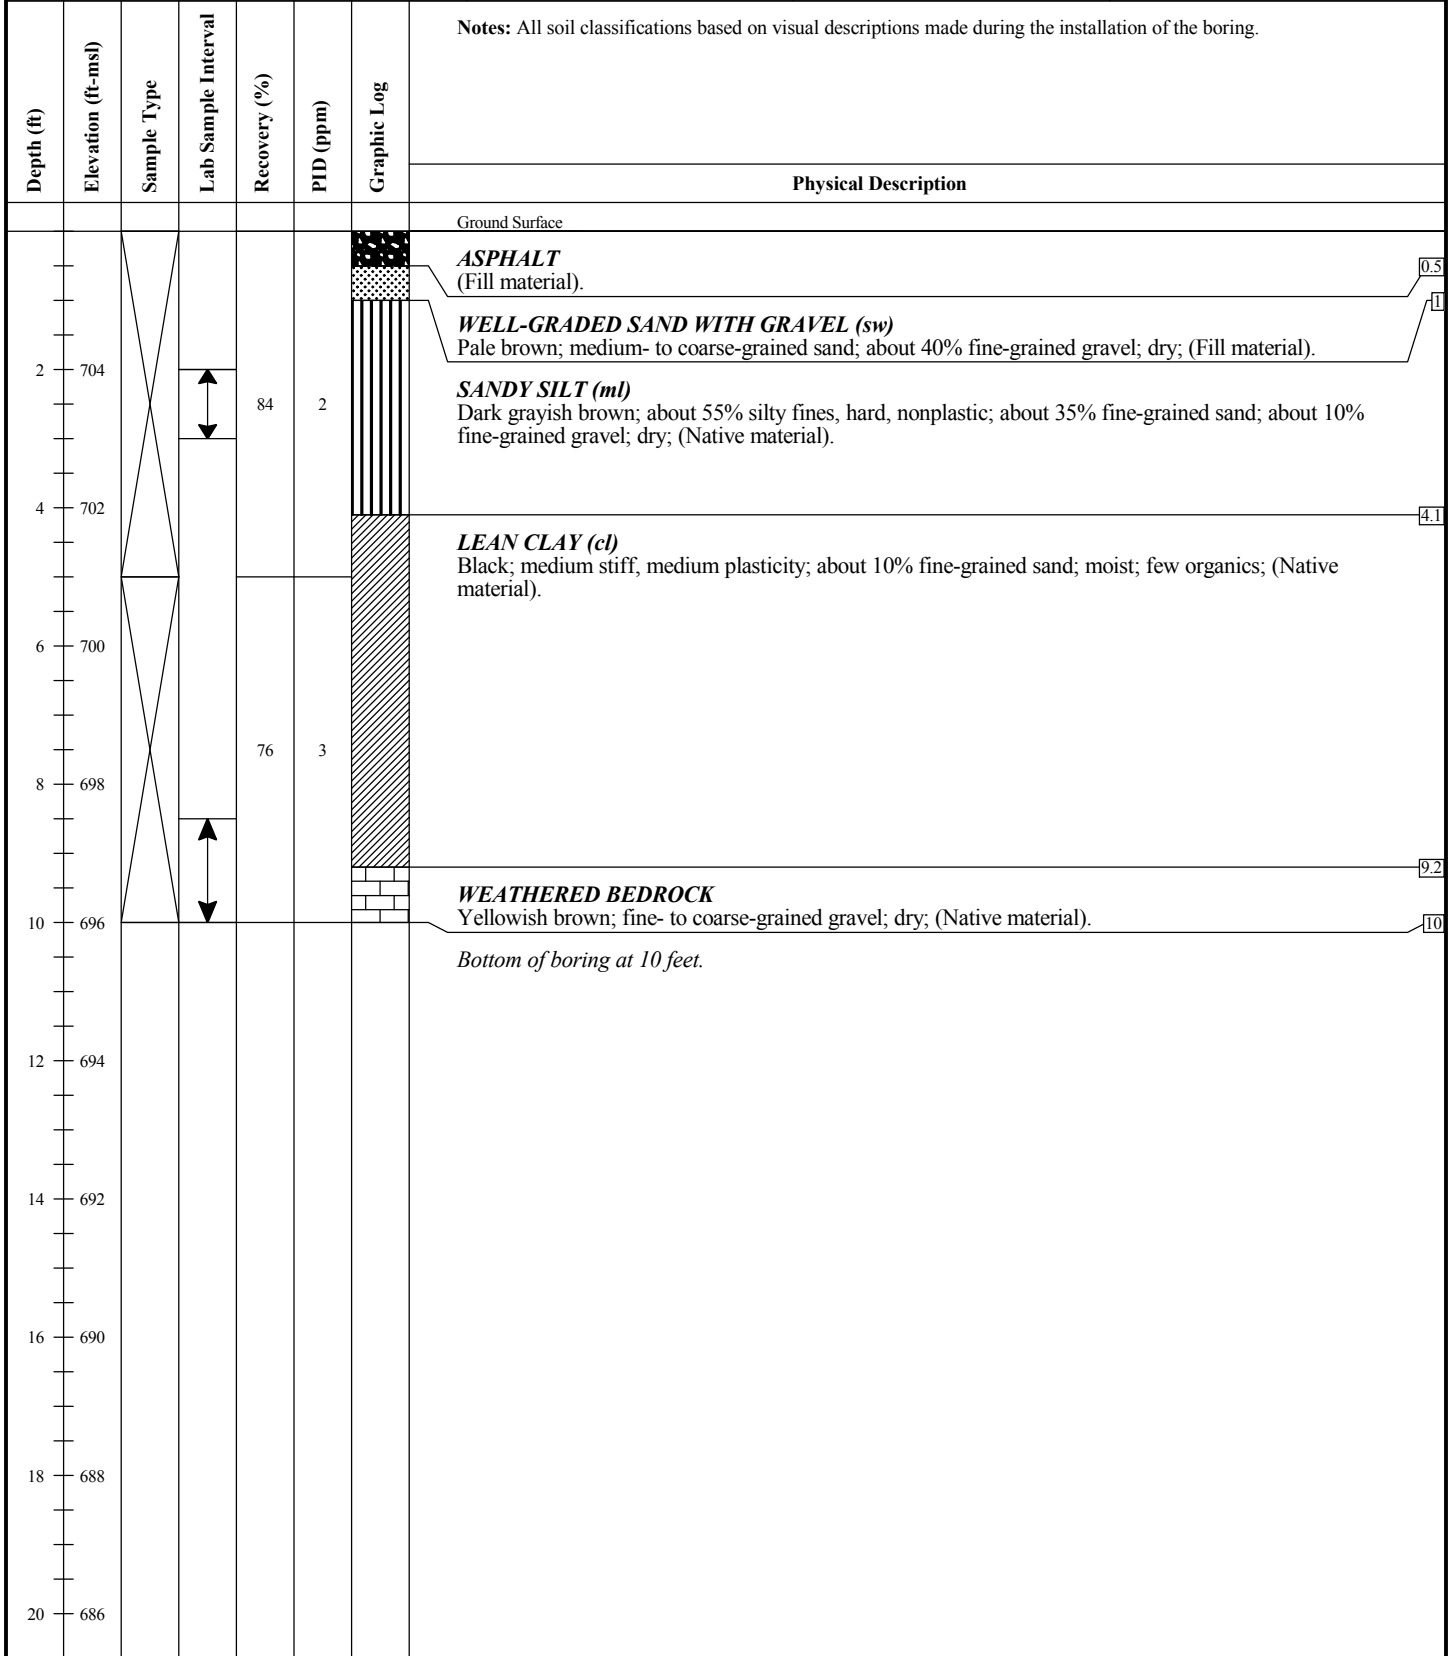 Notes: All soil classifications based on visual descriptions made during the installation of the boring.
Depth (ft)
Elevation (ft-msl)
Sample Type
Lab Sample Interval
Recovery (%)
PID (ppm)
Graphic Log
Physical Description
Ground Surface
ASPHALT
0.5
(Fill material).
1
WELL-GRADED SAND WITH GRAVEL (sw)
Pale brown; medium- to coarse-grained sand; about 40% fine-grained gravel; dry; (Fill material).
2 704
SANDY SILT (ml)
84 2
Dark grayish brown; about 55% silty fines, hard, nonplastic; about 35% fine-grained sand; about 10%
fine-grained gravel; dry; (Native material).
4 702
4.1
LEAN CLAY (cl)
Black; medium stiff, medium plasticity; about 10% fine-grained sand; moist; few organics; (Native
material).
6 700
76 3
8 698
9.2
WEATHERED BEDROCK
Yellowish brown; fine- to coarse-grained gravel; dry; (Native material).
10 696
10
Bottom of boring at 10 feet.
12 694
14 692
16 690
18 688
20 686